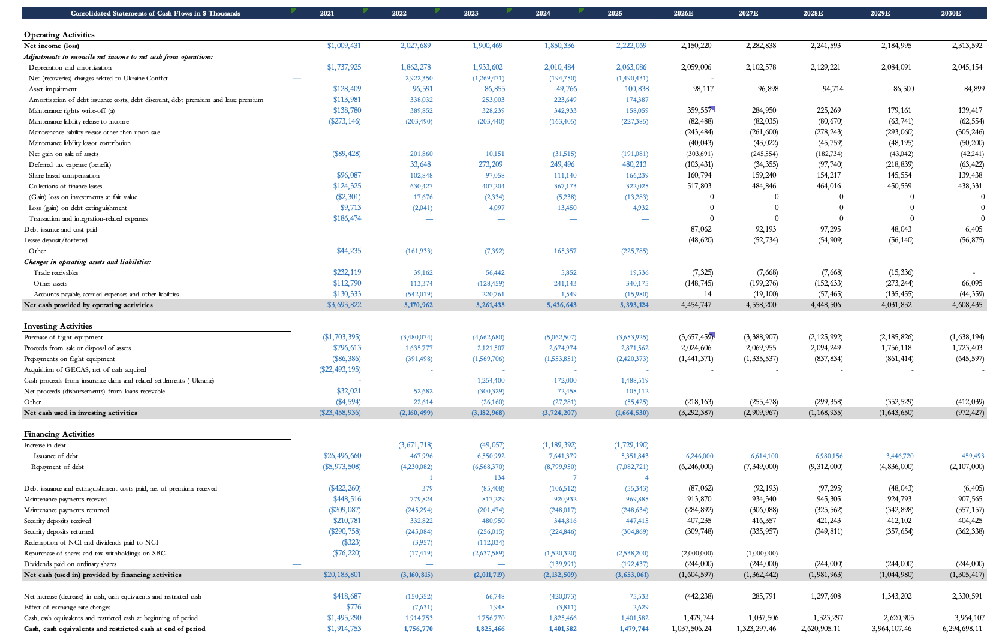 Consolidated Statements of Cash Flows in $ Thousands 2021 2022 2023 2024 2025 2026E 2027E 2028E 2029E 2030E
Operating Activities
Net income (loss) $1,009,431 2,027,689 1,900,469 1,850,336 2,222,069 2,150,220 2,282,838 2,241,593 2,184,995 2,313,592
Adjustments to reconcile net income to net cash from operations:
Depreciation and amortization $1,737,925 1,862,278 1,933,602 2,010,484 2,063,086 2,059,006 2,102,578 2,129,221 2,084,091 2,045,154
Net (recoveries) charges related to Ukraine Conflict — 2,922,350 (1,269,471) (194,750) (1,490,431) -
Asset impairment $128,409 96,591 86,855 49,766 100,838 98,117 96,898 94,714 86,500 84,899
Amortization of debt issuance costs, debt discount, debt premium and lease premium $113,981 338,032 253,003 223,649 174,387
Maintenance rights write-off (a) $138,780 389,852 328,239 342,933 158,059 359,557 284,950 225,269 179,161 139,417
Maintenance liability release to income ($273,146) (203,490) (203,440) (163,405) (227,385) (82,488) (82,035) (80,670) (63,741) (62,554)
Mainteanance liability release other than upon sale (243,484) (261,600) (278,243) (293,060) (305,246)
Maintenance liability lessor contribuion (40,043) (43,022) (45,759) (48,195) (50,200)
Net gain on sale of assets ($89,428) 201,860 10,151 (31,515) (191,081) (303,691) (245,554) (182,734) (43,042) (42,241)
Deferred tax expense (benefit) 33,648 273,209 249,496 480,213 (103,431) (34,355) (97,740) (218,839) (63,422)
Share-based compensation $96,087 102,848 97,058 111,140 166,239 160,794 159,240 154,217 145,554 139,438
Collections of finance leases $124,325 630,427 407,204 367,173 322,025 517,803 484,846 464,016 450,539 438,331
(Gain) loss on investments at fair value ($2,301) 17,676 (2,334) (5,238) (13,283) 0 0 0 0 0
Loss (gain) on debt extinguishment $9,713 (2,041) 4,097 13,450 4,932 0 0 0 0 0
Transaction and integration-related expenses $186,474 — — — — 0 0 0 0 0
Debt issunce and cost paid 87,062 92,193 97,295 48,043 6,405
Lessee deposit/forfeited (48,620) (52,734) (54,909) (56,140) (56,875)
Other $44,235 (161,933) (7,392) 165,357 (225,785)
Changes in operating assets and liabilities:
Trade receivables $232,119 39,162 56,442 5,852 19,536 (7,325) (7,668) (7,668) (15,336) -
Other assets $112,790 113,374 (128,459) 241,143 340,175 (148,745) (199,276) (152,633) (273,244) 66,095
Accounts payable, accrued expenses and other liabilities $130,333 (542,019) 220,761 1,549 (15,980) 14 (19,100) (57,465) (135,455) (44,359)
Net cash provided by operating activities $3,693,822 5,170,962 5,261,435 5,436,643 5,393,124 4,454,747 4,558,200 4,448,506 4,031,832 4,608,435
Investing Activities
Purchase of flight equipment ($1,703,395) (3,480,074) (4,662,680) (5,062,507) (3,653,925) (3,657,459) (3,388,907) (2,125,992) (2,185,826) (1,638,194)
Proceeds from sale or disposal of assets $796,613 1,635,777 2,121,507 2,674,974 2,871,562 2,024,606 2,069,955 2,094,249 1,756,118 1,723,403
Prepayments on flight equipment ($86,386) (391,498) (1,569,706) (1,553,851) (2,420,373) (1,441,371) (1,335,537) (837,834) (861,414) (645,597)
Acquisition of GECAS, net of cash acquired ($22,493,195) - - - - - - - - -
Cash proceeds from insurance claim and related settlements ( Ukraine) - - 1,254,400 172,000 1,488,519 - - - - -
Net proceeds (disbursements) from loans receivable $32,021 52,682 (300,329) 72,458 105,112 - - - - -
Other ($4,594) 22,614 (26,160) (27,281) (55,425) (218,163) (255,478) (299,358) (352,529) (412,039)
Net cash used in investing activities ($23,458,936) (2,160,499) (3,182,968) (3,724,207) (1,664,530) (3,292,387) (2,909,967) (1,168,935) (1,643,650) (972,427)
Financing Activities
Increase in debt (3,671,718) (49,057) (1,189,392) (1,729,190)
Issuance of debt $26,496,660 467,996 6,550,992 7,641,379 5,351,843 6,246,000 6,614,100 6,980,156 3,446,720 459,493
Repayment of debt ($5,973,508) (4,230,082) (6,568,370) (8,799,950) (7,082,721) (6,246,000) (7,349,000) (9,312,000) (4,836,000) (2,107,000)
1 134 7 4
Debt issuance and extinguishment costs paid, net of premium received ($422,260) 379 (85,408) (106,512) (55,343) (87,062) (92,193) (97,295) (48,043) (6,405)
Maintenance payments received $448,516 779,824 817,229 920,932 969,885 913,870 934,340 945,305 924,793 907,565
Maintenance payments returned ($209,087) (245,294) (201,474) (248,017) (248,634) (284,892) (306,088) (325,562) (342,898) (357,157)
Security deposits received $210,781 332,822 480,950 344,816 447,415 407,235 416,357 421,243 412,102 404,425
Security deposits returned ($290,758) (245,084) (256,015) (224,846) (304,869) (309,748) (335,957) (349,811) (357,654) (362,338)
Redemption of NCI and dividends paid to NCI ($323) (3,957) (112,034) - - - - - - -
Repurchase of shares and tax withholdings on SBC ($76,220) (17,419) (2,637,589) (1,520,320) (2,538,200) (2,000,000) (1,000,000) - - -
Dividends paid on ordinary shares — — — (139,991) (192,437) (244,000) (244,000) (244,000) (244,000) (244,000)
Net cash (used in) provided by financing activities $20,183,801 (3,160,815) (2,011,719) (2,132,509) (3,653,061) (1,604,597) (1,362,442) (1,981,963) (1,044,980) (1,305,417)
Net increase (decrease) in cash, cash equivalents and restricted cash $418,687 (150,352) 66,748 (420,073) 75,533 (442,238) 285,791 1,297,608 1,343,202 2,330,591
Effect of exchange rate changes $776 (7,631) 1,948 (3,811) 2,629 - - - - -
Cash, cash equivalents and restricted cash at beginning of period $1,495,290 1,914,753 1,756,770 1,825,466 1,401,582 1,479,744 1,037,506 1,323,297 2,620,905 3,964,107
Cash, cash equivalents and restricted cash at end of period $1,914,753 1,756,770 1,825,466 1,401,582 1,479,744 1,037,506.24 1,323,297.46 2,620,905.11 3,964,107.46 6,294,698.11